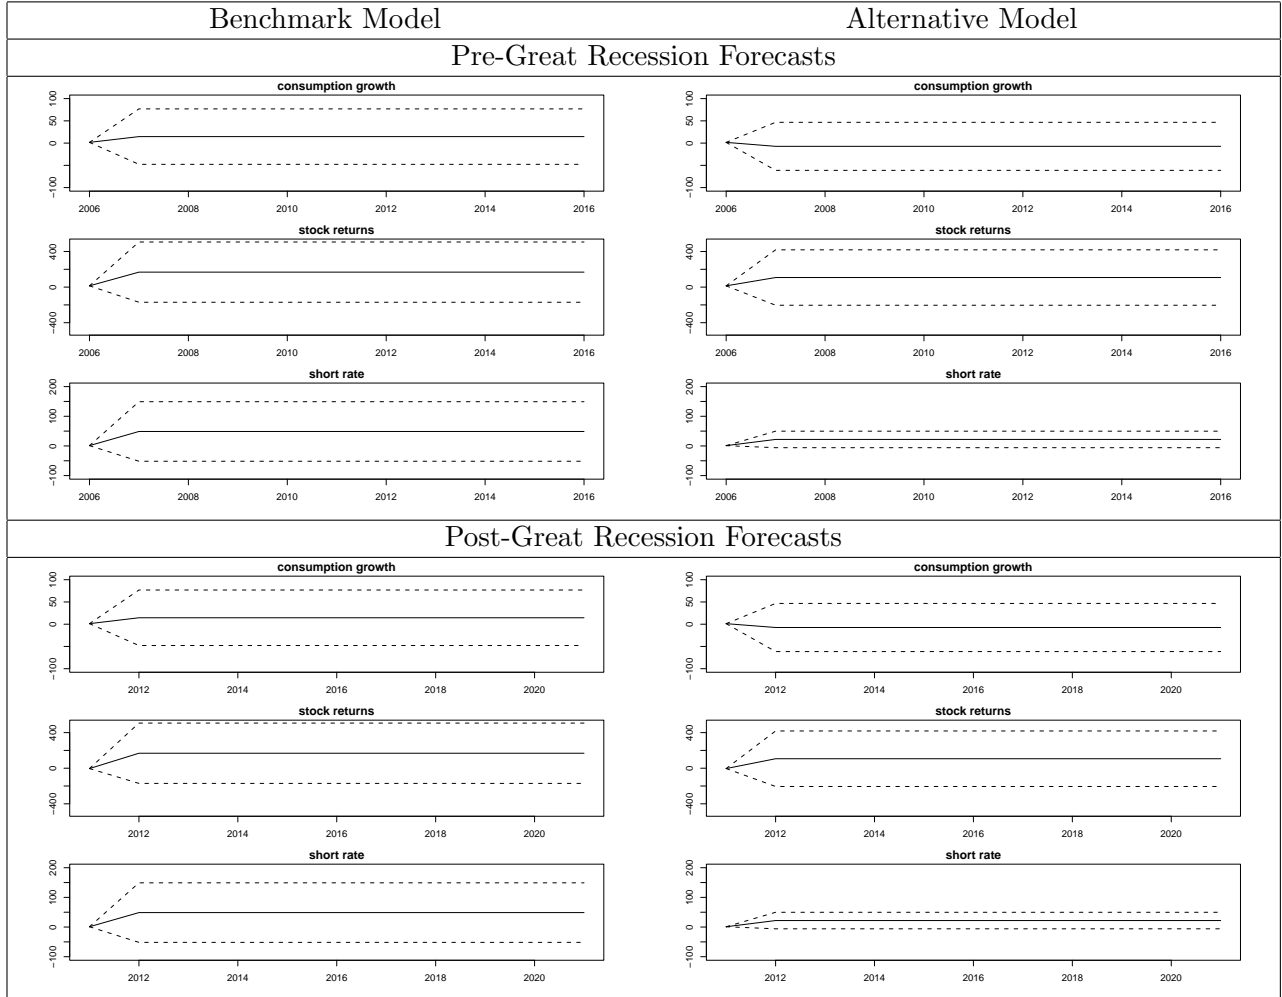 Benchmark Model Alternative Model
Pre-Great Recession Forecasts
consumption growth
100
50
0
−100
2006 2008 2010 2012 2014 2016
stock returns
400
0
−400
2006 2008 2010 2012 2014 2016
short rate
200
100
0
−100
2006 2008 2010 2012 2014 2016
consumption growth
100
50
0
−100
2006 2008 2010 2012 2014 2016
stock returns
400
0
−400
2006 2008 2010 2012 2014 2016
short rate
200
100
0
−100
2006 2008 2010 2012 2014 2016
Post-Great Recession Forecasts
consumption growth
100
50
0
−100
2012 2014 2016 2018 2020
stock returns
400
0
−400
2012 2014 2016 2018 2020
short rate
200
100
0
−100
2012 2014 2016 2018 2020
consumption growth
100
50
0
−100
2012 2014 2016 2018 2020
stock returns
400
0
−400
2012 2014 2016 2018 2020
short rate
200
100
0
−100
2012 2014 2016 2018 2020